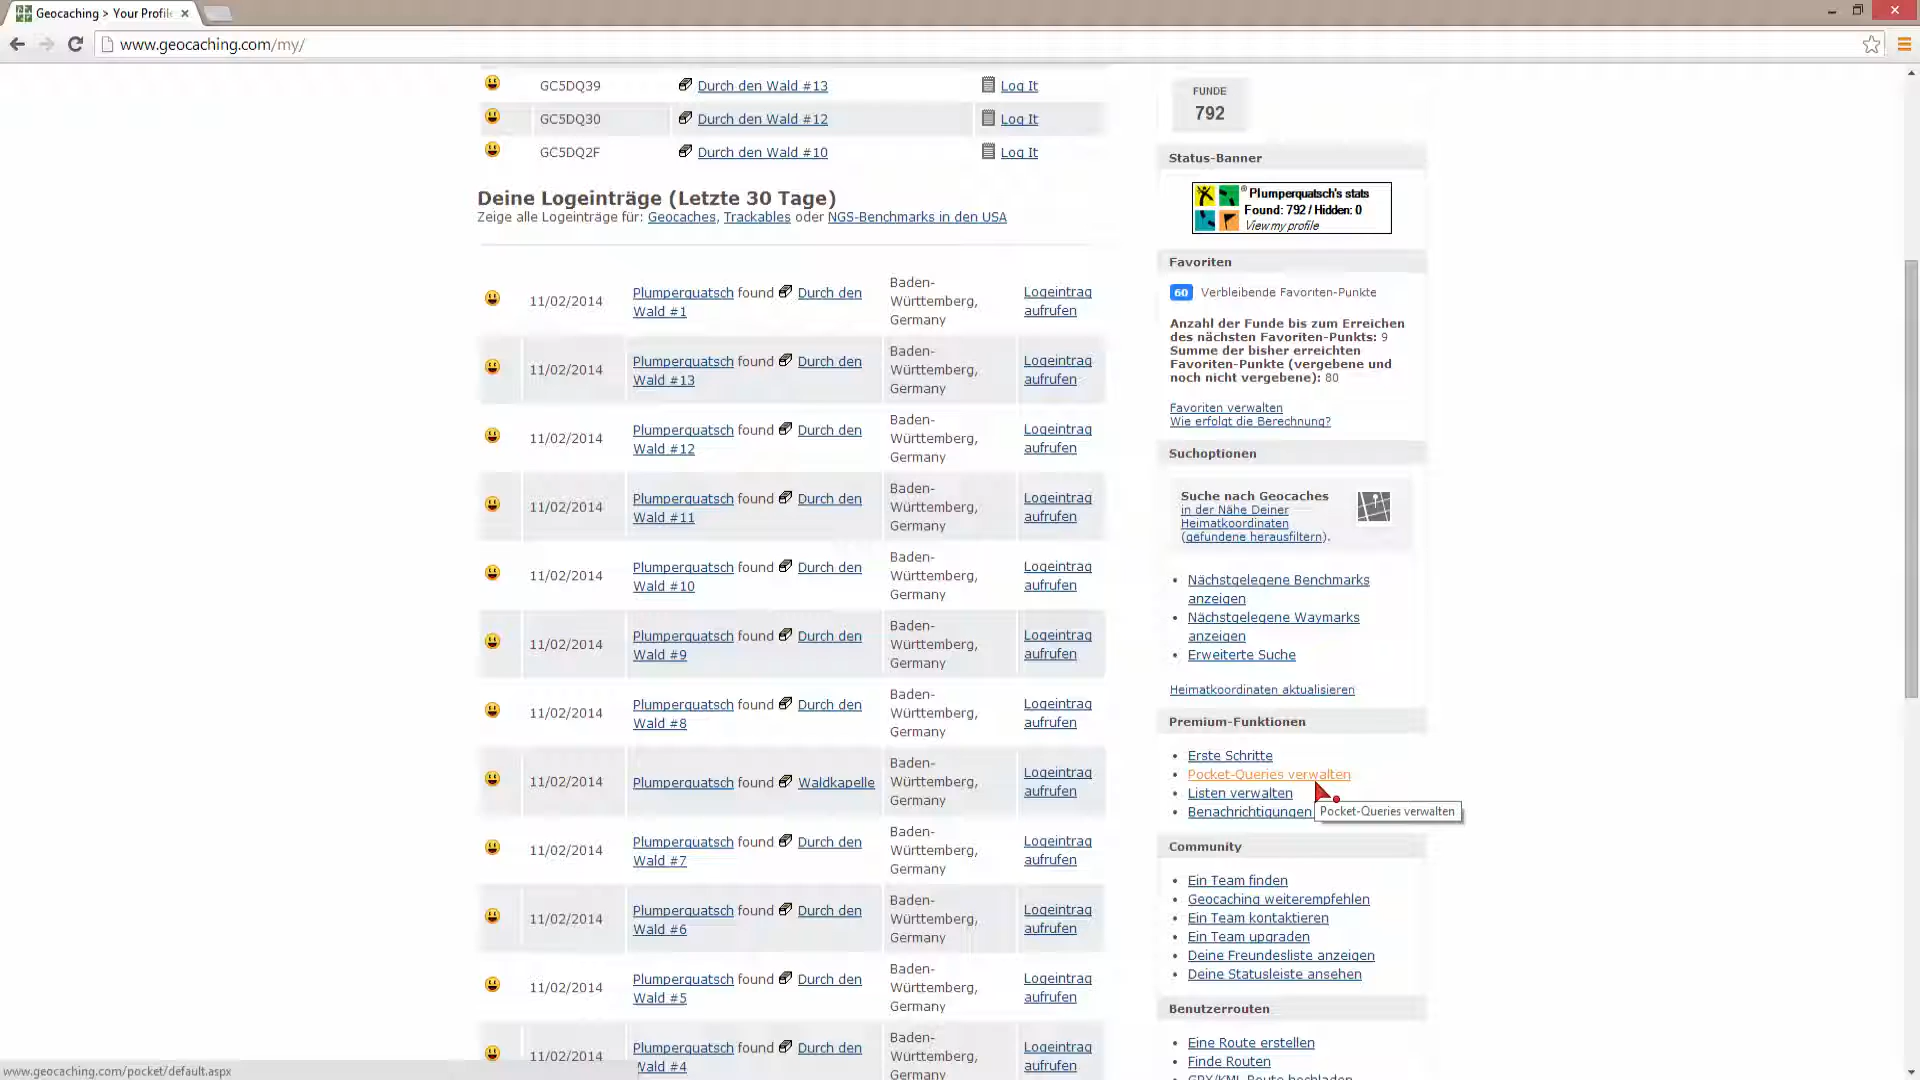 Geocaching > Your Profil
www.geocaching.com/my/
GC5DQ39 Durch den Wald #13 Log It
GC5DQ30 Durch den Wald #12 Log It
GC5DQ2F Durch den Wald #10 Log It
Deine Logeinträge (Letzte 30 Tage)
Zeige alle Logeinträge für: Geocaches, Trackables oder NGS-Benchmarks in den USA
11/02/2014 Plumperquatsch found Durch den Wald #1 Baden-Württemberg, Germany Logeintrag aufrufen
11/02/2014 Plumperquatsch found Durch den Wald #13 Baden-Württemberg, Germany Logeintrag aufrufen
11/02/2014 Plumperquatsch found Durch den Wald #12 Baden-Württemberg, Germany Logeintrag aufrufen
11/02/2014 Plumperquatsch found Durch den Wald #11 Baden-Württemberg, Germany Logeintrag aufrufen
11/02/2014 Plumperquatsch found Durch den Wald #10 Baden-Württemberg, Germany Logeintrag aufrufen
11/02/2014 Plumperquatsch found Durch den Wald #9 Baden-Württemberg, Germany Logeintrag aufrufen
11/02/2014 Plumperquatsch found Durch den Wald #8 Baden-Württemberg, Germany Logeintrag aufrufen
11/02/2014 Plumperquatsch found Waldkapelle Baden-Württemberg, Germany Logeintrag aufrufen
11/02/2014 Plumperquatsch found Durch den Wald #7 Baden-Württemberg, Germany Logeintrag aufrufen
11/02/2014 Plumperquatsch found Durch den Wald #6 Baden-Württemberg, Germany Logeintrag aufrufen
11/02/2014 Plumperquatsch found Durch den Wald #5 Baden-Württemberg, Germany Logeintrag aufrufen
11/02/2014 Plumperquatsch found Durch den Wald #4 Baden-Württemberg, Germany Logeintrag aufrufen
FUNDE
792
Status-Banner
Plumperquatsch's stats
Found: 792 / Hidden: 0
View my profile
Favoriten
60 Verbleibende Favoriten-Punkte
Anzahl der Funde bis zum Erreichen
des nächsten Favoriten-Punkts: 9
Summe der bisher erreichten
Favoriten-Punkte (vergebene und
noch nicht vergebene): 80
Favoriten verwalten
Wie erfolgt die Berechnung?
Suchoptionen
Suche nach Geocaches
in der Nähe Deiner
Heimatkoordinaten
(gefundene herausfiltern).
Nächstgelegene Benchmarks
anzeigen
Nächstgelegene Waymarks
anzeigen
Erweiterte Suche
Heimatkoordinaten aktualisieren
Premium-Funktionen
Erste Schritte
Pocket-Queries verwalten
Listen verwalten
Benachrichtigungen
Pocket-Queries verwalten
Community
Ein Team finden
Geocaching weiterempfehlen
Ein Team kontaktieren
Ein Team upgraden
Deine Freundesliste anzeigen
Deine Statusleiste ansehen
Benutzerrouten
Eine Route erstellen
Finde Routen
GPX/KML-Route hochladen
www.geocaching.com/pocket/default.aspx